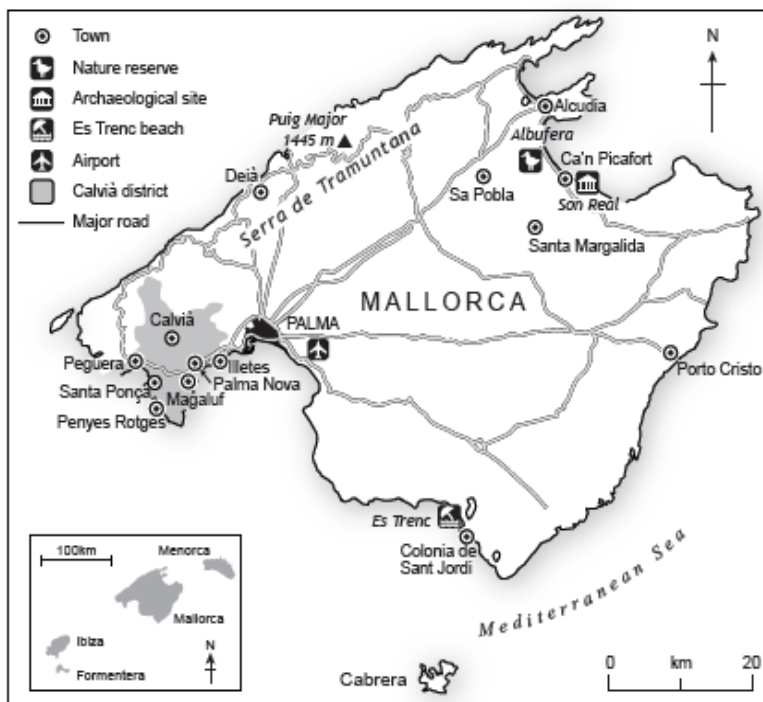 Town
Nature reserve
Archaeological site
Es Trenc beach
Airport
Calvià district
Major road
N
Puig Major
1445 m
Serra de Tramuntana
Deià
Alcudia
Albufera
Ca'n Picafort
Son Real
Sa Pobla
Santa Margalida
MALLORCA
Calvià
PALMA
Peguera
Illetes
Palma Nova
Santa Ponça
Magaluf
Penyes Rotges
Porto Cristo
Es Trenc
Colonia de
Sant Jordi
Mediterranean Sea
Cabrera
0 km 20
100km
Menorca
Mallorca
Ibiza
Formentera
N